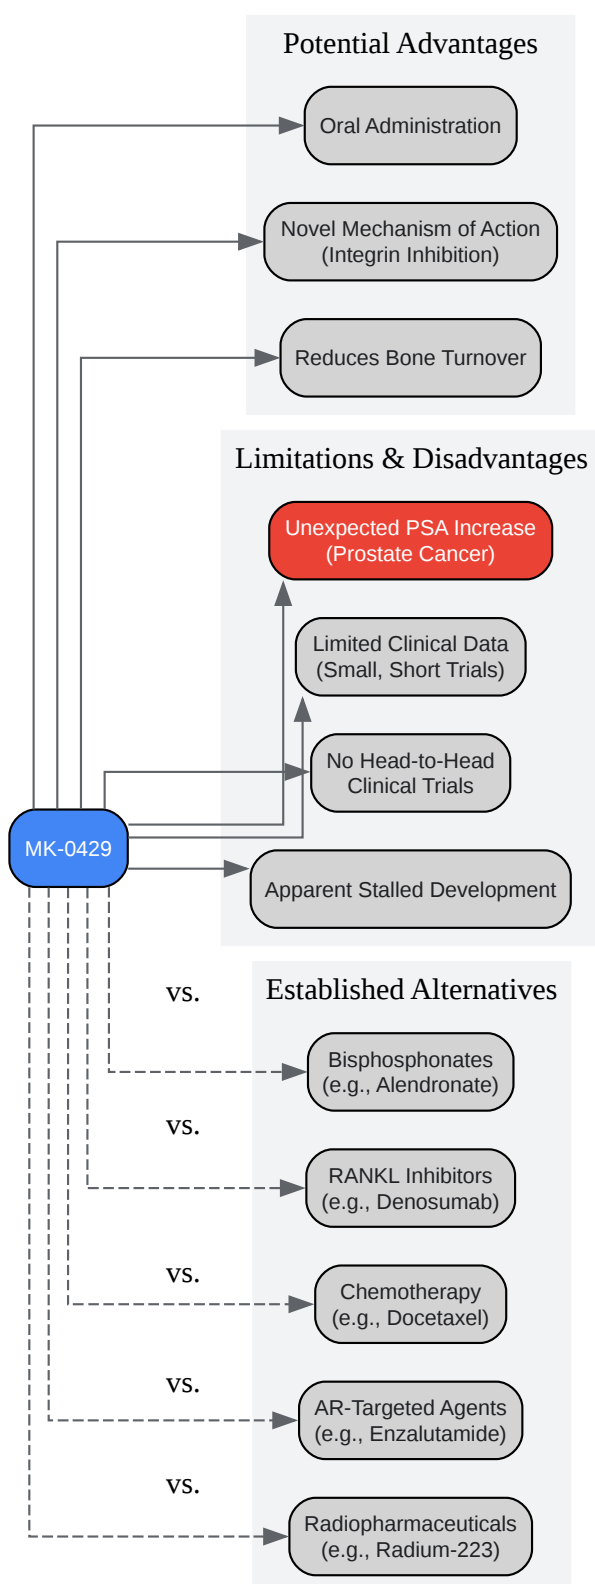 Potential Advantages
Oral Administration
Novel Mechanism of Action
(Integrin Inhibition)
Reduces Bone Turnover
Limitations & Disadvantages
Unexpected PSA Increase
(Prostate Cancer)
Limited Clinical Data
(Small, Short Trials)
No Head-to-Head
Clinical Trials
MK-0429
Apparent Stalled Development
Established Alternatives
vs.
Bisphosphonates
(e.g., Alendronate)
vs.
RANKL Inhibitors
(e.g., Denosumab)
vs.
Chemotherapy
(e.g., Docetaxel)
vs.
AR-Targeted Agents
(e.g., Enzalutamide)
vs.
Radiopharmaceuticals
(e.g., Radium-223)